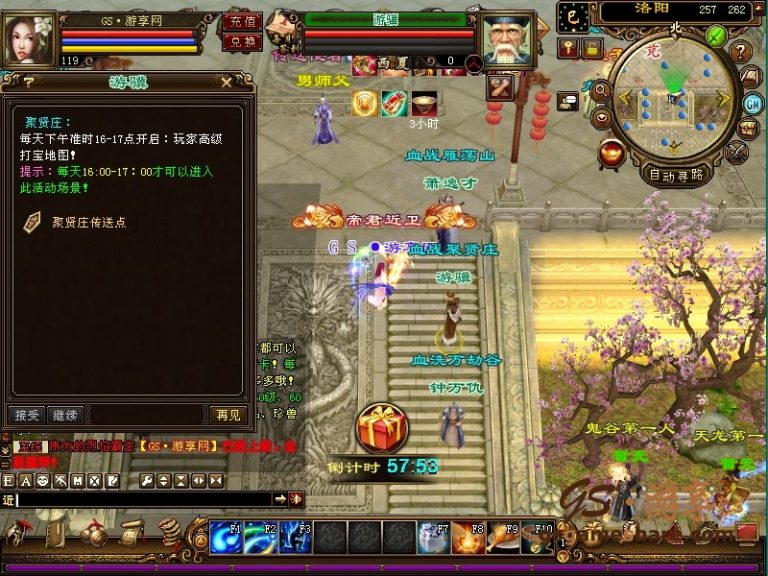 GS·游享网
119
充值
兑换
游骥
0
西夏
3小时
洛阳
257 262
北
GM
自动寻路
游骥
聚贤庄：
每天下午准时16-17点开启：玩家高级
打宝地图！
提示：每天16:00-17：00才可以进入
此活动场景！
聚贤庄传送点
接受
继续
再见
男师父
血战雁荡山
萧逸才
帝君近卫
GS
血战聚贤庄
游骥
血洗万劫谷
钟万仇
鬼谷第一人
天龙第一
都可以
倒计时 57:53
【GS·游享网】
近
F1
F2
F3
F7
F8
F9
F10